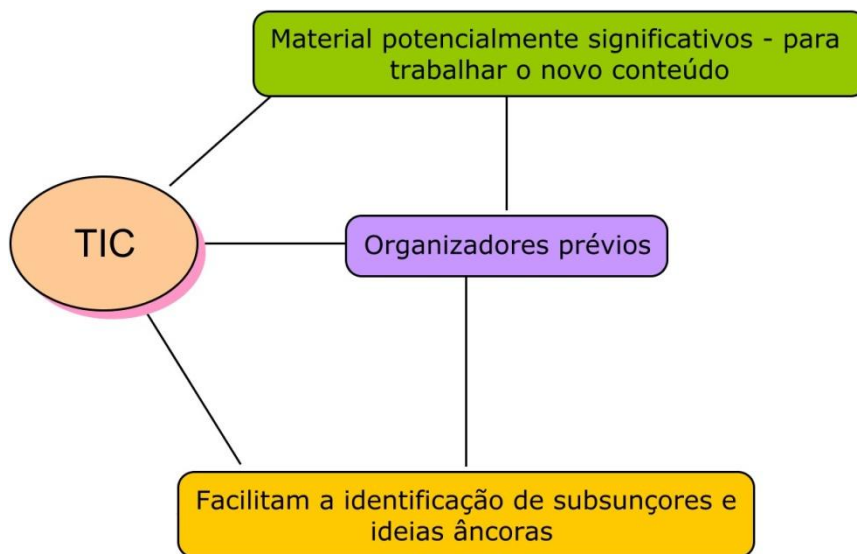 Material potencialmente significativos - para
trabalhar o novo conteúdo
TIC
Organizadores prévios
Facilitam a identificação de subsunçores e
ideias âncoras